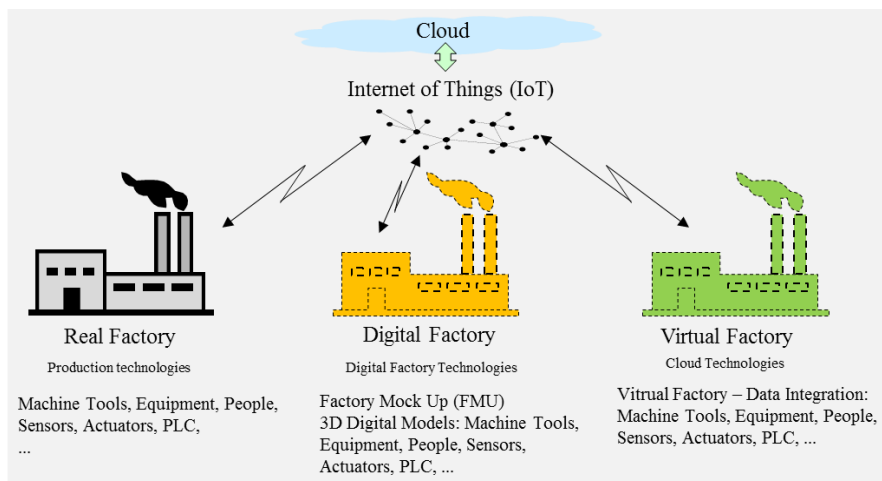 Cloud
Internet of Things (IoT)
Real Factory
Production technologies
Machine Tools, Equipment, People,
Sensors, Actuators, PLC,
...
Digital Factory
Digital Factory Technologies
Factory Mock Up (FMU)
3D Digital Models: Machine Tools,
Equipment, People, Sensors,
Actuators, PLC, ...
Virtual Factory
Cloud Technologies
Vitrual Factory – Data Integration:
Machine Tools, Equipment, People,
Sensors, Actuators, PLC, ...